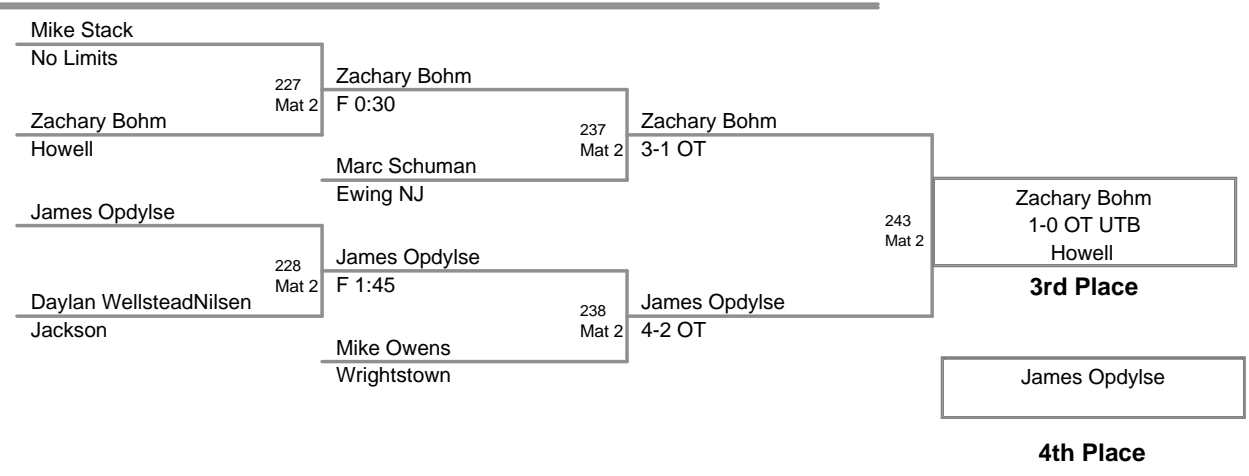 Mike Stack
No Limits
227
Mat 2
Zachary Bohm
F 0:30
Zachary Bohm
Howell
237
Mat 2
Zachary Bohm
3-1 OT
Marc Schuman
Ewing NJ
James Opdylse
243
Mat 2
Zachary Bohm
1-0 OT UTB
Howell
3rd Place
228
Mat 2
James Opdylse
F 1:45
Daylan WellsteadNilsen
Jackson
238
Mat 2
James Opdylse
4-2 OT
Mike Owens
Wrightstown
James Opdylse
4th Place